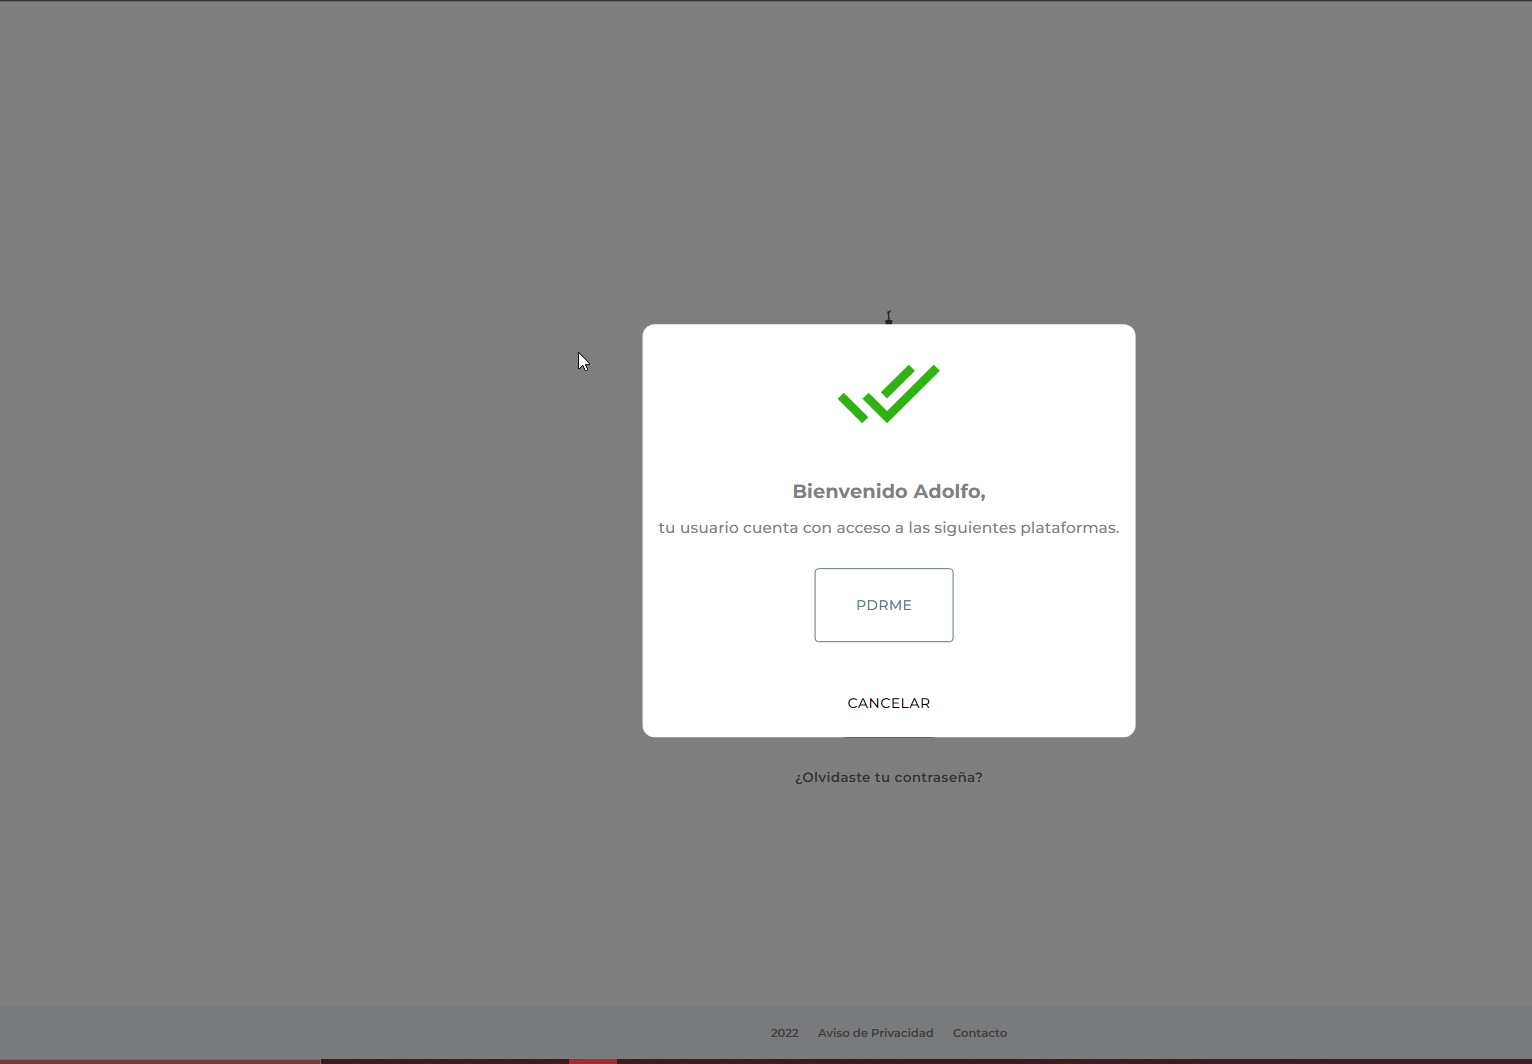 Bienvenido Adolfo,
tu usuario cuenta con acceso a las siguientes plataformas.
PDRME
CANCELAR
¿Olvidaste tu contraseña?
2022 Aviso de Privacidad Contacto